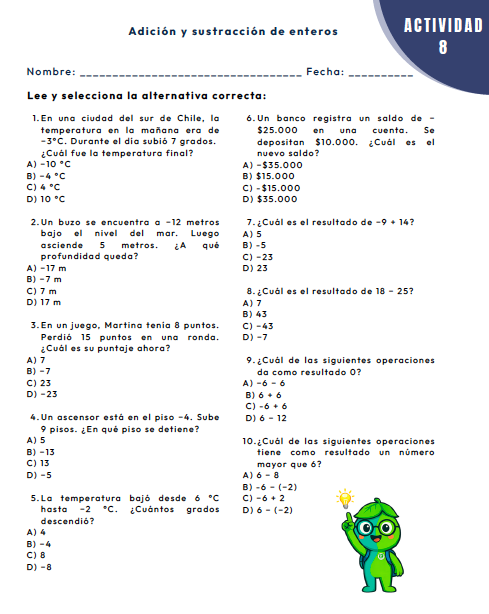 Adición y sustracción de enteros
ACTIVIDAD
8
Nombre: _________________________________ Fecha: __________
Lee y selecciona la alternativa correcta:
1. En una ciudad del sur de Chile, la
temperatura en la mañana era de
−3°C. Durante el día subió 7 grados.
¿Cuál fue la temperatura final?
A) −10 °C
B) −4 °C
C) 4 °C
D) 10 °C
2. Un buzo se encuentra a −12 metros
bajo el nivel del mar. Luego
asciende 5 metros. ¿A qué
profundidad queda?
A) −17 m
B) −7 m
C) 7 m
D) 17 m
3. En un juego, Martina tenía 8 puntos.
Perdió 15 puntos en una ronda.
¿Cuál es su puntaje ahora?
A) 7
B) −7
C) 23
D) −23
4. Un ascensor está en el piso −4. Sube
9 pisos. ¿En qué piso se detiene?
A) 5
B) −13
C) 13
D) −5
5. La temperatura bajó desde 6 °C
hasta −2 °C. ¿Cuántos grados
descendió?
A) 4
B) −4
C) 8
D) −8
6. Un banco registra un saldo de −
$25.000 en una cuenta. Se
depositan $10.000. ¿Cuál es el
nuevo saldo?
A) −$35.000
B) $15.000
C) -$15.000
D) $35.000
7. ¿Cuál es el resultado de −9 + 14?
A) 5
B) -5
C) −23
D) 23
8. ¿Cuál es el resultado de 18 − 25?
A) 7
B) 43
C) −43
D) −7
9. ¿Cuál de las siguientes operaciones
da como resultado 0?
A) −6 − 6
B) 6 + 6
C) -6 + 6
D) 6 − 12
10. ¿Cuál de las siguientes operaciones
tiene como resultado un número
mayor que 6?
A) 6 − 8
B) -6 − (−2)
C) −6 + 2
D) 6 − (−2)